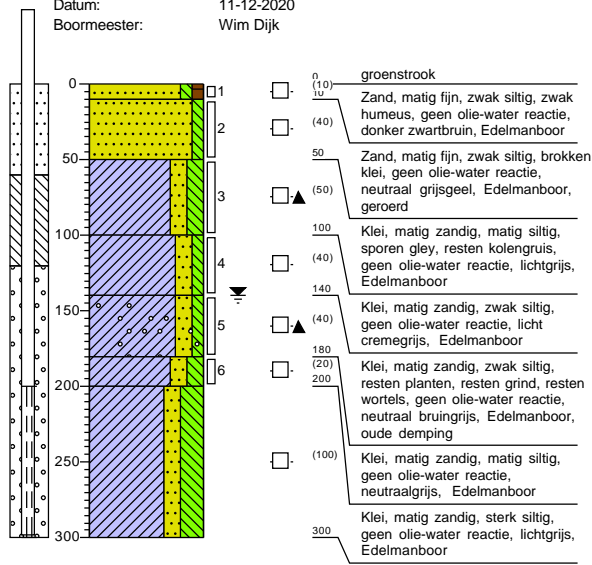 Datum: 11-12-2020
Boormeester: Wim Dijk
0
50
100
150
200
250
300
1
2
3
4
5
6
0 groenstrook
(10)
10 Zand, matig fijn, zwak siltig, zwak
humeus, geen olie-water reactie,
donker zwartbruin, Edelmanboor
(40)
50 Zand, matig fijn, zwak siltig, brokken
klei, geen olie-water reactie,
neutraal grijsgeel, Edelmanboor,
geroerd
(50)
100 Klei, matig zandig, matig siltig,
sporen gley, resten kolengruis,
geen olie-water reactie, lichtgrijs,
Edelmanboor
(40)
140 Klei, matig zandig, zwak siltig,
geen olie-water reactie, licht
cremegrijs, Edelmanboor
(40)
180 Klei, matig zandig, zwak siltig,
resten planten, resten grind, resten
wortels, geen olie-water reactie,
neutraal bruingrijs, Edelmanboor,
oude demping
(20)
200 Klei, matig zandig, matig siltig,
geen olie-water reactie,
neutraalgrijs, Edelmanboor
(100)
300 Klei, matig zandig, sterk siltig,
geen olie-water reactie, lichtgrijs,
Edelmanboor